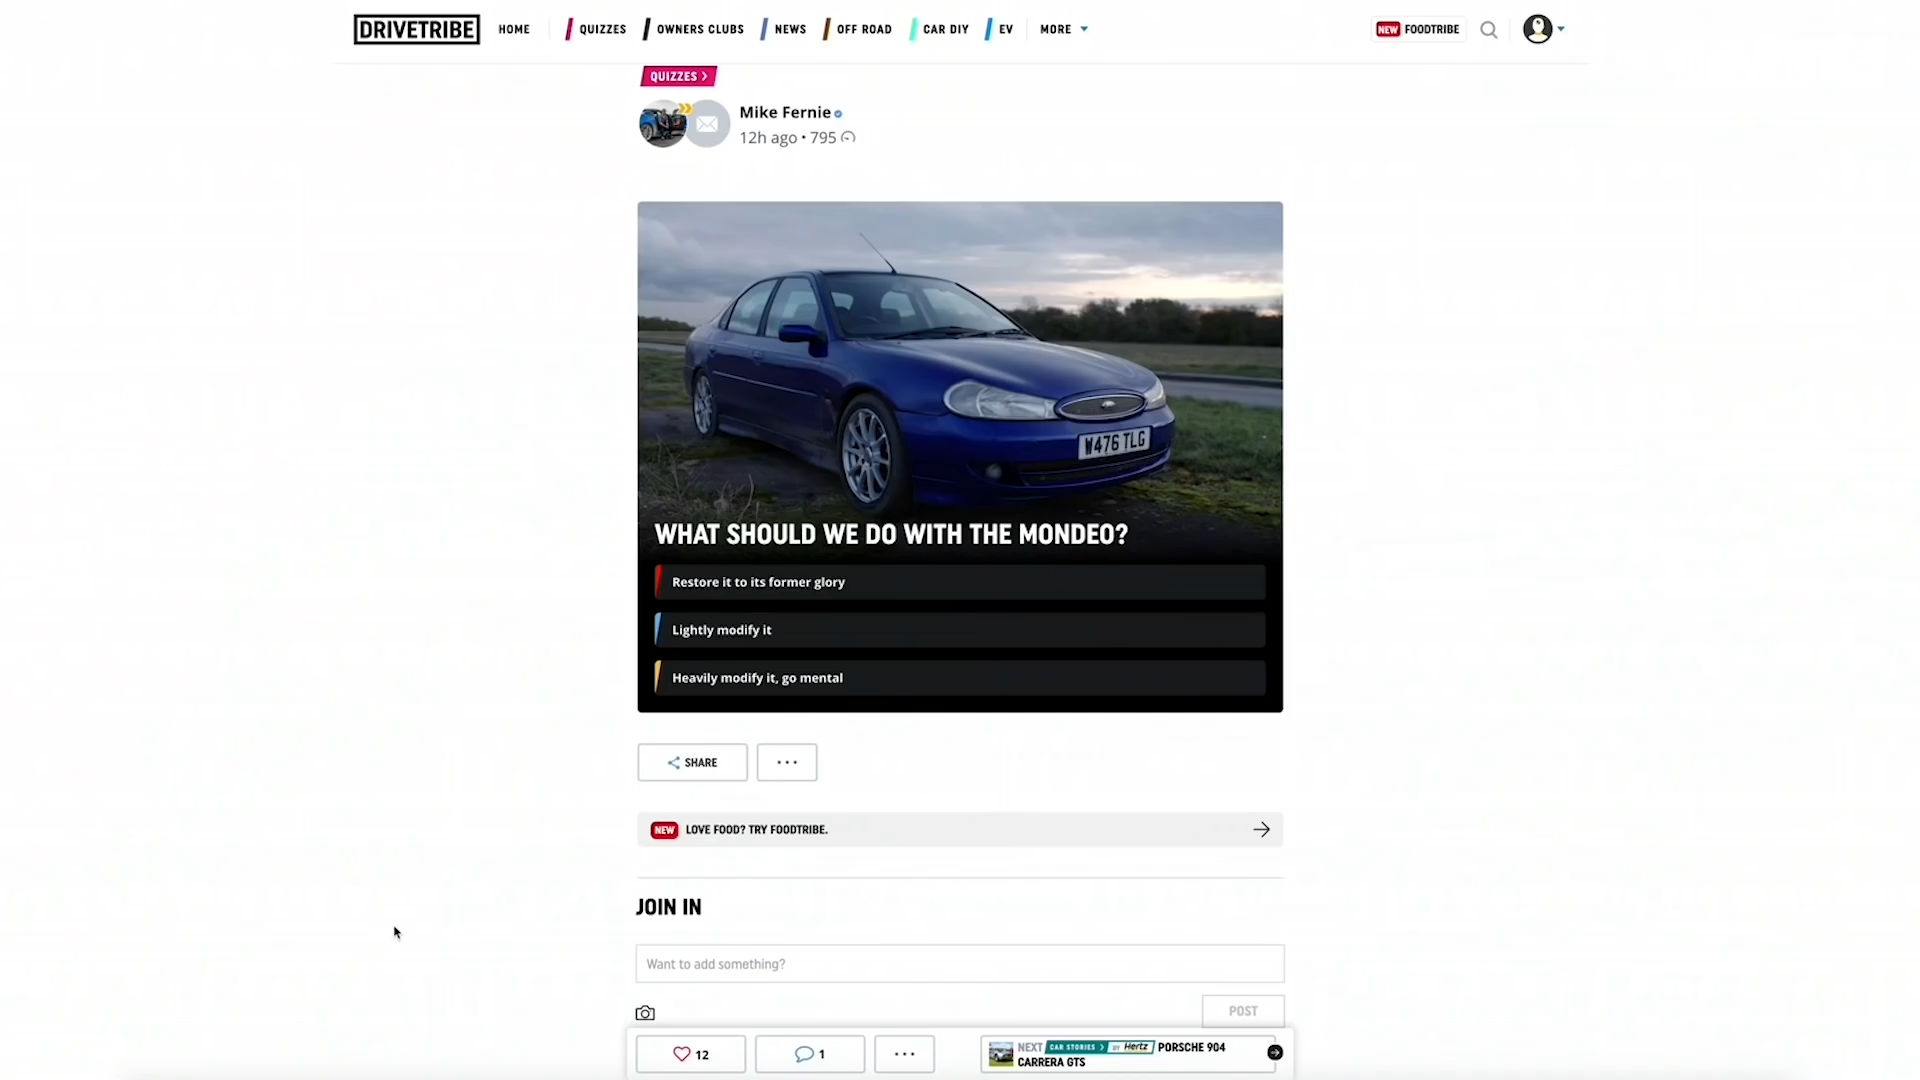 DRIVETRIBE HOME QUIZZES OWNERS CLUBS NEWS OFF ROAD CAR DIY EV MORE NEW FOODTRIBE
QUIZZES >
Mike Fernie
12h ago • 795
W476 TLG
WHAT SHOULD WE DO WITH THE MONDEO?
Restore it to its former glory
Lightly modify it
Heavily modify it, go mental
SHARE
NEW LOVE FOOD? TRY FOODTRIBE.
JOIN IN
Want to add something?
POST
12 1
NEXT CAR STORIES > BY Hertz PORSCHE 904
CARRERA GTS